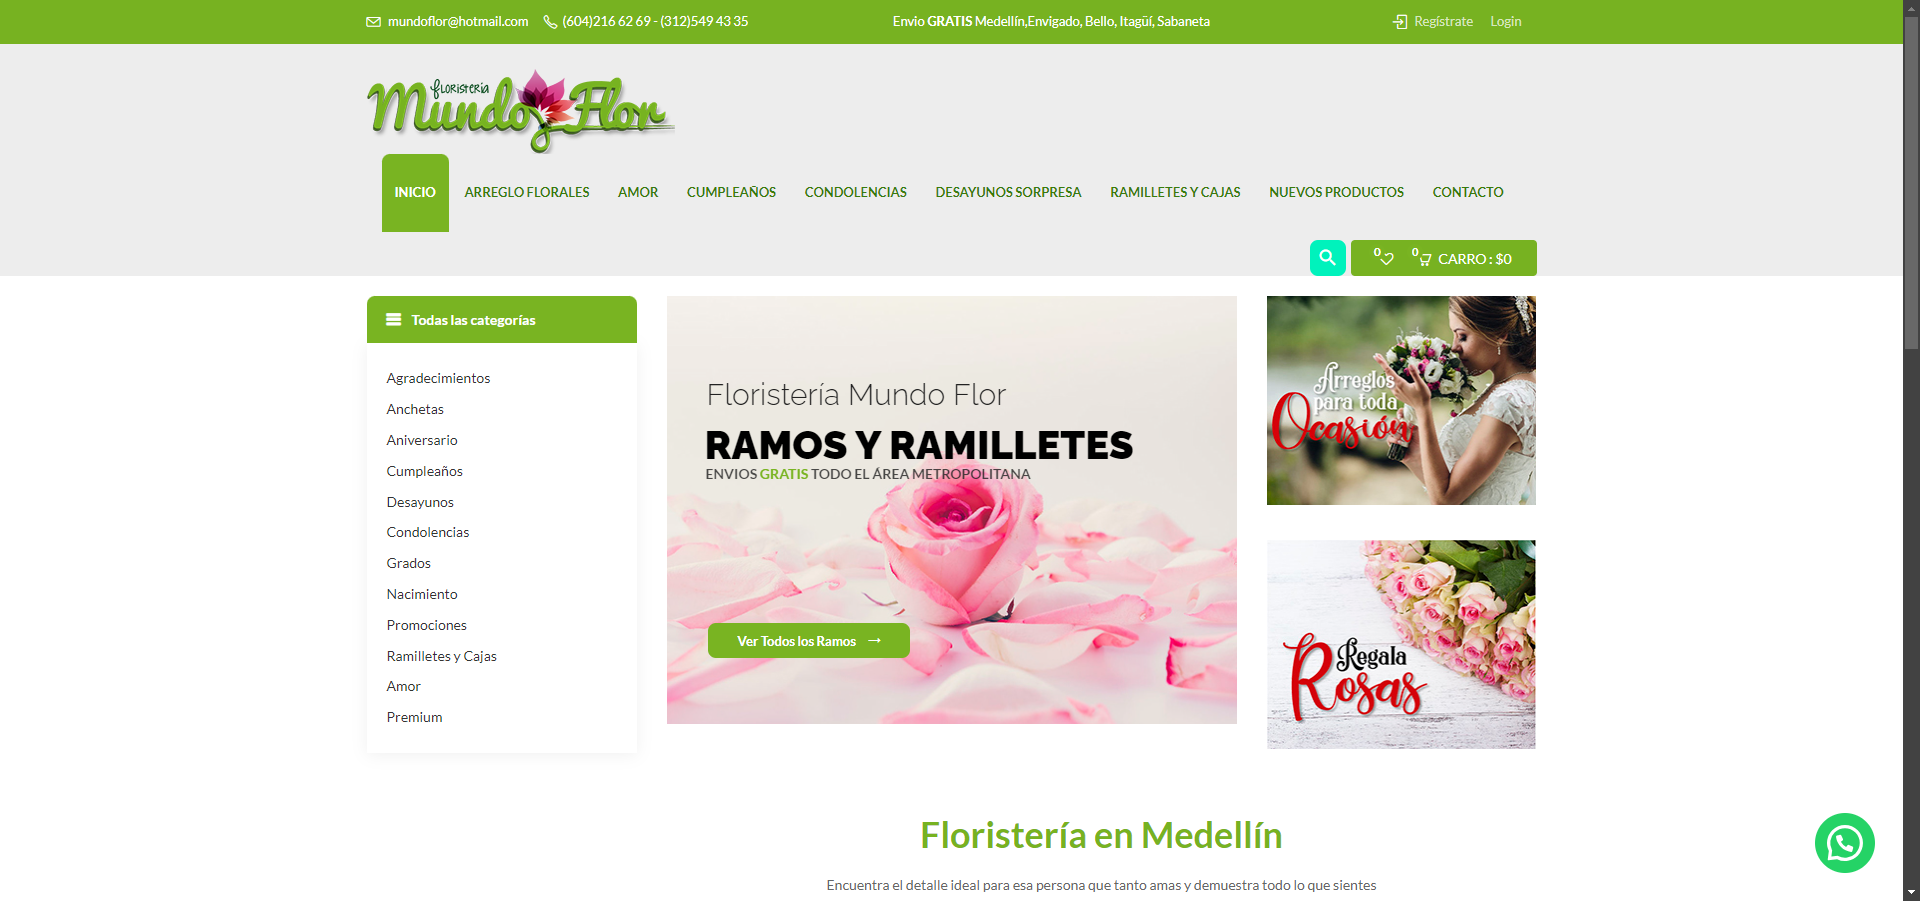 mundoflor@hotmail.com (604)216 62 69 - (312)549 43 35 Envio GRATIS Medellín,Envigado, Bello, Itagüí, Sabaneta Regístrate Login
floristería
Mundo Flor
INICIO ARREGLO FLORALES AMOR CUMPLEAÑOS CONDOLENCIAS DESAYUNOS SORPRESA RAMILLETES Y CAJAS NUEVOS PRODUCTOS CONTACTO
0 0 CARRO : $0
Todas las categorías
Agradecimientos
Anchetas
Aniversario
Cumpleaños
Desayunos
Condolencias
Grados
Nacimiento
Promociones
Ramilletes y Cajas
Amor
Premium
Floristería Mundo Flor
RAMOS Y RAMILLETES
ENVIOS GRATIS TODO EL ÁREA METROPOLITANA
Ver Todos los Ramos →
Arreglos
para toda
Ocasión
Regala
Rosas
Floristería en Medellín
Encuentra el detalle ideal para esa persona que tanto amas y demuestra todo lo que sientes